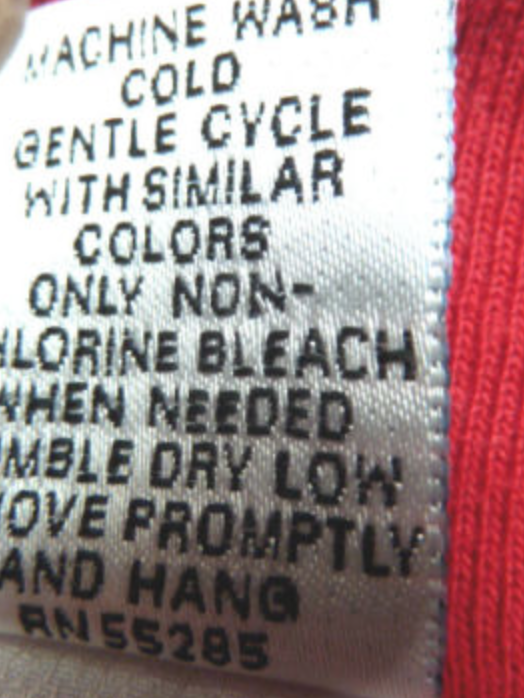 MACHINE WASH
COLD
GENTLE CYCLE
WITH SIMILAR
COLORS
ONLY NON-
HLORINE BLEACH
WHEN NEEDED
UMBLE DRY LOW
MOVE PROMPTLY
AND HANG
RN55285